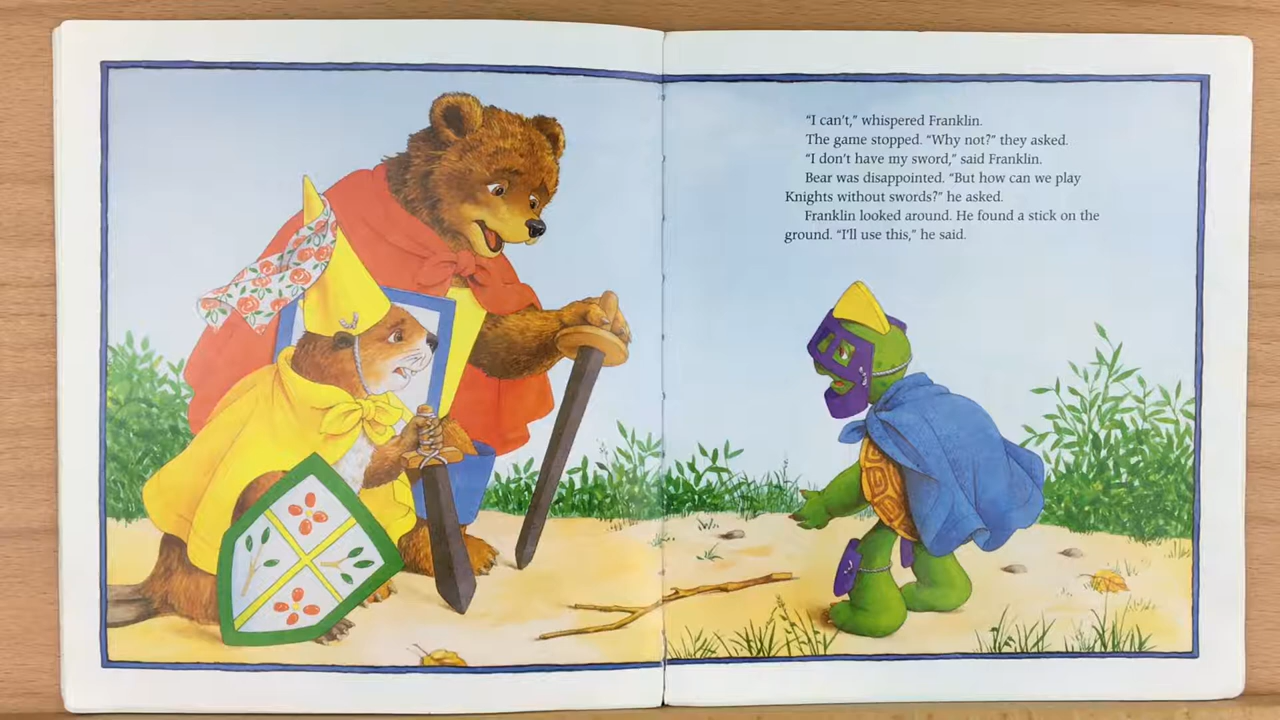 “I can't,” whispered Franklin.
The game stopped. “Why not?” they asked.
“I don't have my sword,” said Franklin.
Bear was disappointed. “But how can we play
Knights without swords?” he asked.
Franklin looked around. He found a stick on the
ground. “I'll use this,” he said.